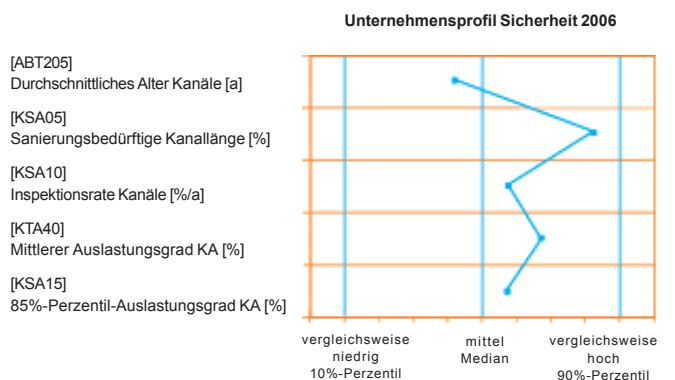 Unternehmensprofil Sicherheit 2006
[ABT205]
Durchschnittliches Alter Kanäle [a]
[KSA05]
Sanierungsbedürftige Kanallänge [%]
[KSA10]
Inspektionsrate Kanäle [%/a]
[KTA40]
Mittlerer Auslastungsgrad KA [%]
[KSA15]
85%-Perzentil-Auslastungsgrad KA [%]
vergleichsweise
niedrig
10%-Perzentil
mittel
Median
vergleichsweise
hoch
90%-Perzentil